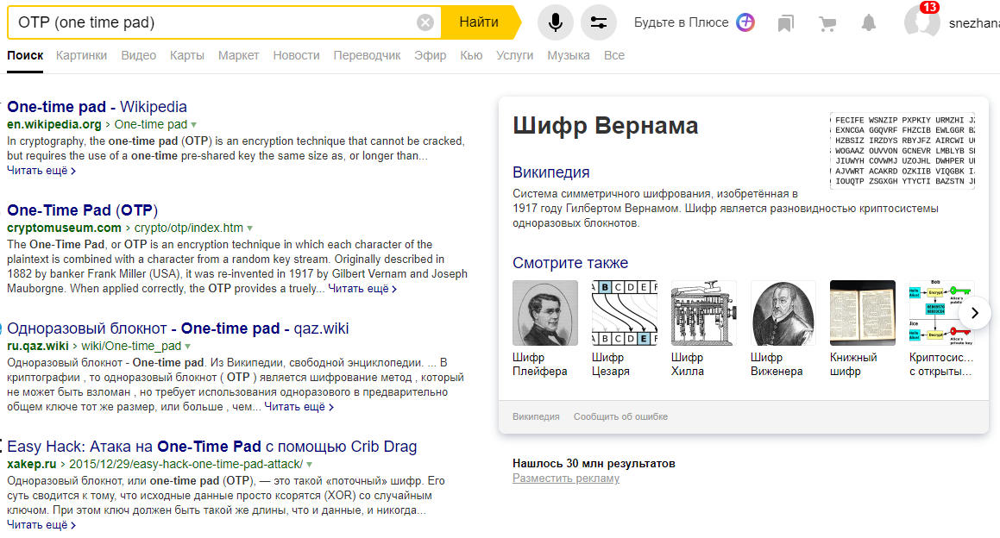 OTP (one time pad)
Найти
Будьте в Плюсе
13
snezhana
Поиск Картинки Видео Карты Маркет Новости Переводчик Эфир Кью Услуги Музыка Все
One-time pad - Wikipedia
en.wikipedia.org › One-time pad
In cryptography, the one-time pad (OTP) is an encryption technique that cannot be cracked,
but requires the use of a one-time pre-shared key the same size as, or longer than...
Читать ещё ›
One-Time Pad (OTP)
cryptomuseum.com › crypto/otp/index.htm
The One-Time Pad, or OTP is an encryption technique in which each character of the
plaintext is combined with a character from a random key stream. Originally described in
1882 by banker Frank Miller (USA), it was re-invented in 1917 by Gilbert Vernam and Joseph
Mauborgne. When applied correctly, the OTP provides a truely... Читать ещё ›
Одноразовый блокнот - One-time pad - qaz.wiki
ru.qaz.wiki › wiki/One-time_pad
Одноразовый блокнот - One-time pad. Из Википедии, свободной энциклопедии. ... В
криптографии , то одноразовый блокнот ( OTP ) является шифрование метод , который
не может быть взломан , но требует использования одноразового в предварительно
общем ключе тот же размер, или больше , чем... Читать ещё ›
Easy Hack: Атака на One-Time Pad с помощью Crib Drag
xakep.ru › 2015/12/29/easy-hack-one-time-pad-attack/
Одноразовый блокнот, или one-time pad (OTP), — это такой «поточный» шифр. Его
суть сводится к тому, что исходные данные просто ксорятся (XOR) со случайным
ключом. При этом ключ должен быть такой же длины, что и данные, и никогда...
Читать ещё ›
Шифр Вернама
FECIFE WSNZIP PXPKIY URMZHI
EXNCGA GGQVRF FHZCIB EWLGGR
HZBSIZ IRZDYS RBYJFZ AIRCWI
WOGAAZ OUVVON GCNEVR LMBLYB
JIUWYH COVWMJ UZOJHL DWHPER
AJVWRT ACAKRD OZKIIB VIQGBK
IOUQTP ZSGXGH YTYCTI BAZSTN
Википедия
Система симметричного шифрования, изобретённая в
1917 году Гилбертом Вернамом. Шифр является разновидностью криптосистемы
одноразовых блокнотов.
Смотрите также
A B C D E F
A B C D E F
Bob
Hello Alice!
Encrypt
Alice's public
Alice
Hello Alice!
Decrypt
Alice's private key
Шифр
Плейфера
Шифр
Цезаря
Шифр
Хилла
Шифр
Виженера
Книжный
шифр
Криптосис...
с открыты...
Википедия Сообщить об ошибке
Нашлось 30 млн результатов
Разместить рекламу